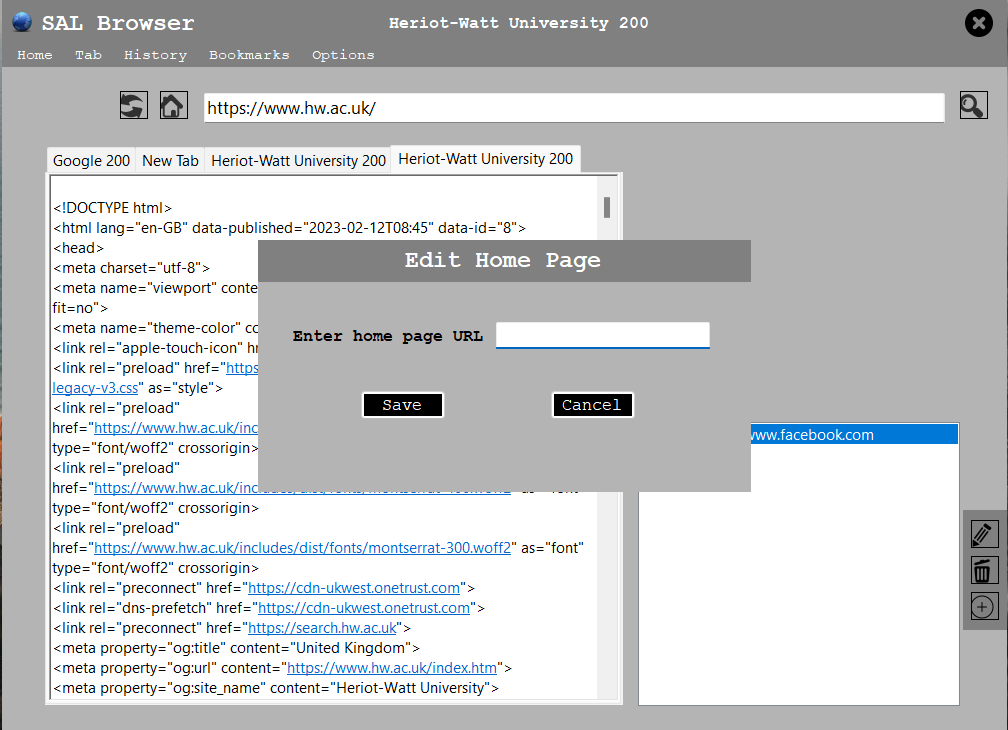 SAL Browser
Heriot-Watt University 200
Home Tab History Bookmarks Options
https://www.hw.ac.uk/
Google 200 New Tab Heriot-Watt University 200 Heriot-Watt University 200
<!DOCTYPE html>
<html lang="en-GB" data-published="2023-02-12T08:45" data-id="8">
<head>
<meta charset="utf-8">
<meta name="viewport" conte
fit=no">
<meta name="theme-color" co
<link rel="apple-touch-icon" hr
<link rel="preload" href="https
legacy-v3.css" as="style">
<link rel="preload"
href="https://www.hw.ac.uk/inc
type="font/woff2" crossorigin>
<link rel="preload"
href="https://www.hw.ac.uk/includes/dist/fonts/montserrat-
type="font/woff2" crossorigin>
<link rel="preload"
href="https://www.hw.ac.uk/includes/dist/fonts/montserrat-300.woff2" as="font"
type="font/woff2" crossorigin>
<link rel="preconnect" href="https://cdn-ukwest.onetrust.com">
<link rel="dns-prefetch" href="https://cdn-ukwest.onetrust.com">
<link rel="preconnect" href="https://search.hw.ac.uk">
<meta property="og:title" content="United Kingdom">
<meta property="og:url" content="https://www.hw.ac.uk/index.htm">
<meta property="og:site_name" content="Heriot-Watt University">
Edit Home Page
Enter home page URL
Save Cancel
www.facebook.com